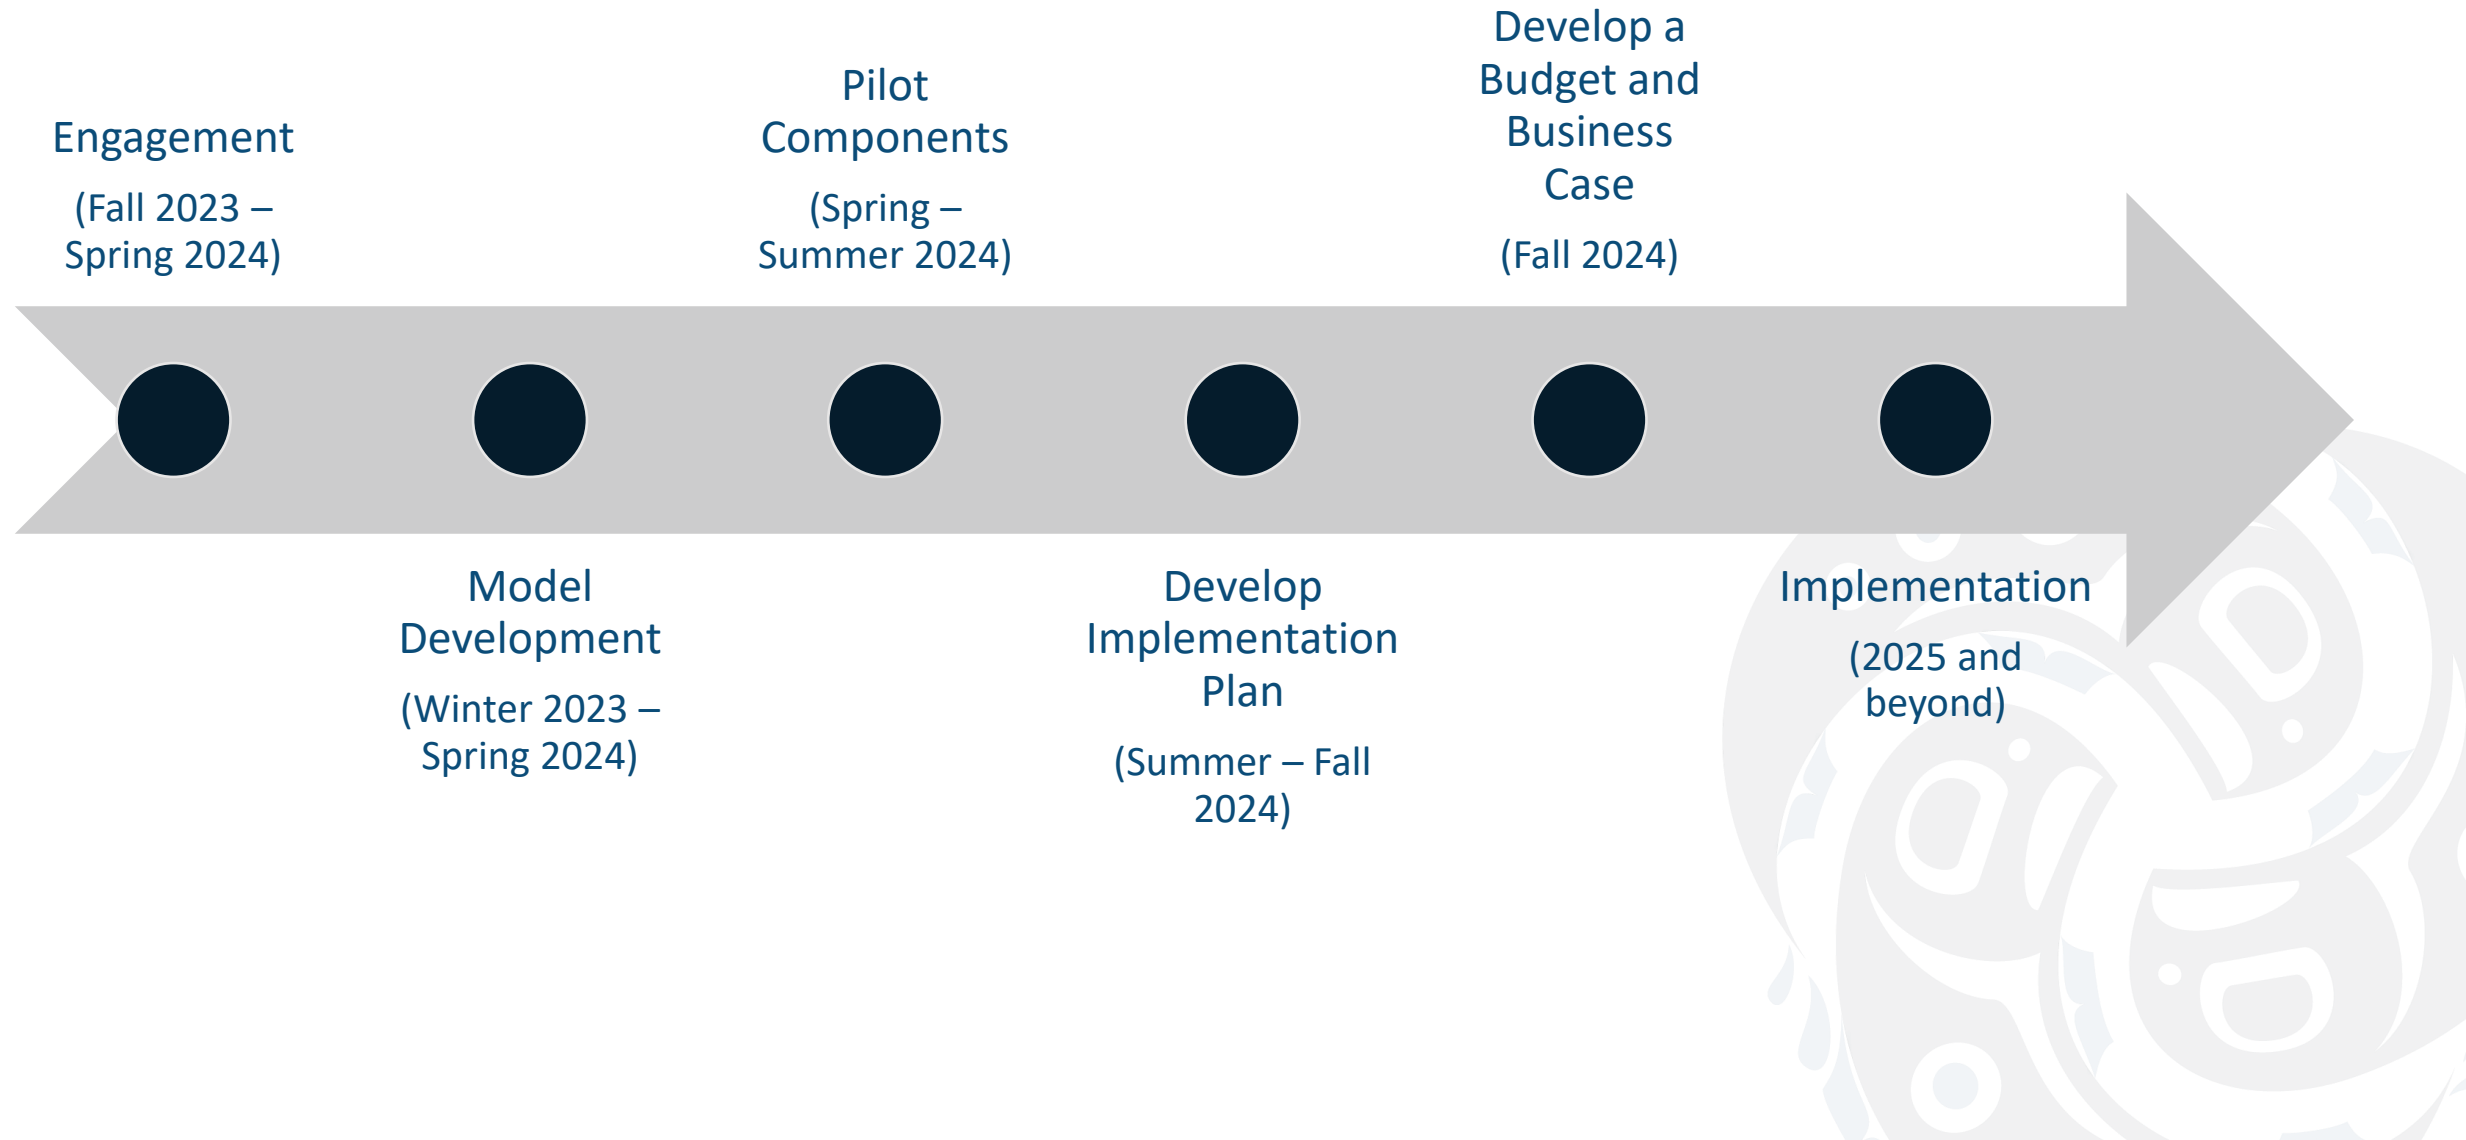 Engagement
(Fall 2023 –
Spring 2024)
Model
Development
(Winter 2023 –
Spring 2024)
Pilot
Components
(Spring –
Summer 2024)
Develop
Implementation
Plan
(Summer – Fall
2024)
Develop a
Budget and
Business
Case
(Fall 2024)
Implementation
(2025 and
beyond)